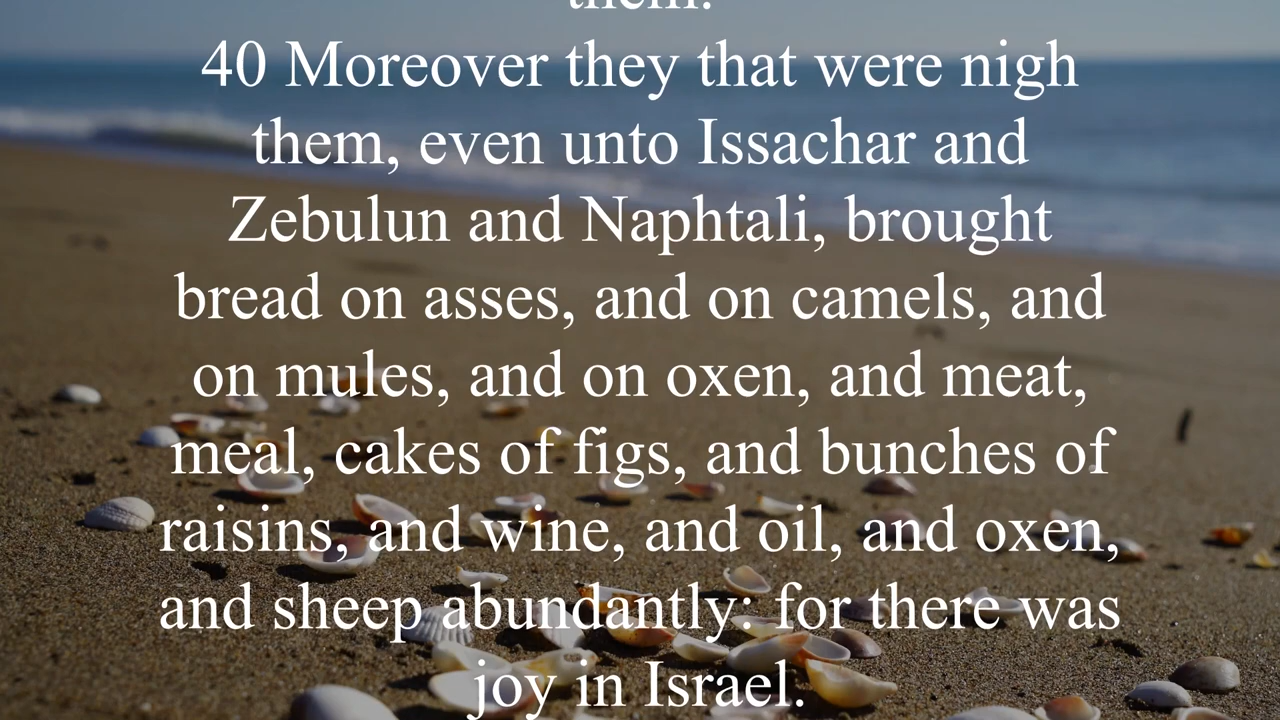 them:
40 Moreover they that were nigh
them, even unto Issachar and
Zebulun and Naphtali, brought
bread on asses, and on camels, and
on mules, and on oxen, and meat,
meal, cakes of figs, and bunches of
raisins, and wine, and oil, and oxen,
and sheep abundantly: for there was
joy in Israel.